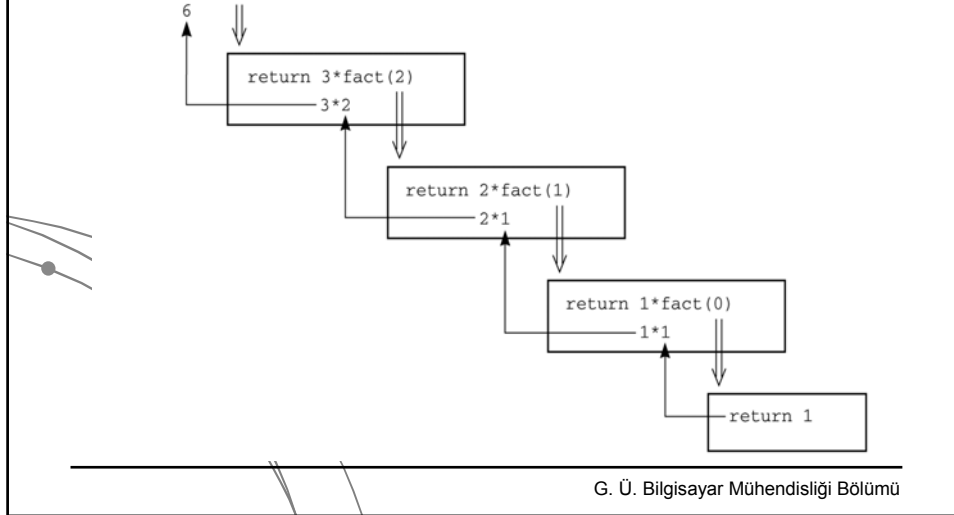 6
return 3*fact(2)
3*2
return 2*fact(1)
2*1
return 1*fact(0)
1*1
return 1
G. Ü. Bilgisayar Mühendisliği Bölümü